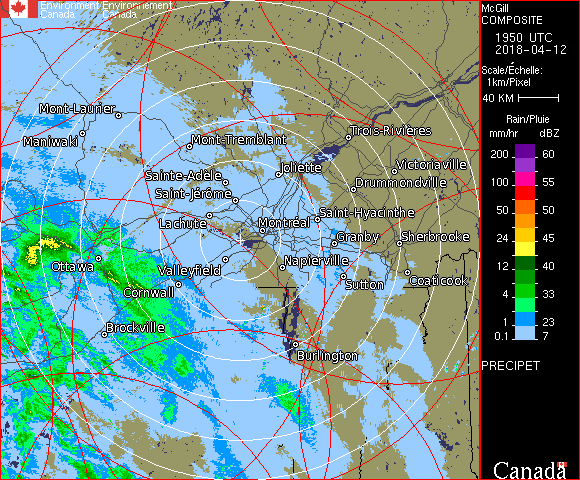 Environment Environnement
Canada Canada
McGill
COMPOSITE
1950 UTC
2018-04-12
Scale/Échelle:
1km/Pixel
40 KM
Rain/Pluie
mm/hr dBZ
200 60
100 55
50 50
24 45
12 40
4 33
1 23
0.1 7
PRECIPET
Canada
Mont-Laurier
Maniwaki
Mont-Tremblant
Trois-Rivières
Joliette
Victoriaville
Sainte-Adèle
Drummondville
Saint-Jérôme
Saint-Hyacinthe
Lachute
Montréal
Granby
Sherbrooke
Ottawa
Valleyfield
Napierville
Coaticook
Cornwall
Sutton
Brockville
Burlington